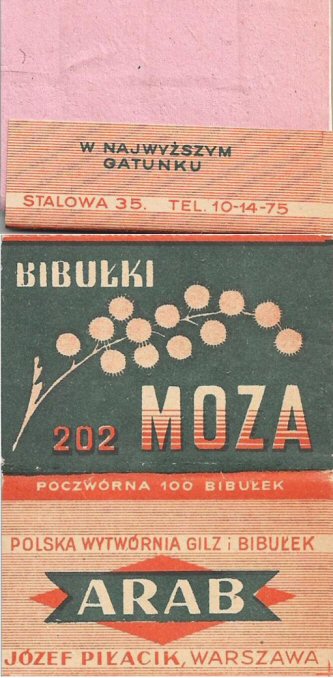 W NAJWYŻSZYM
GATUNKU
STALOWA 35. TEL. 10-14-75
BIBUŁKI
202 MOZA
POCZWÓRNA 100 BIBUŁEK
POLSKA WYTWÓRNIA GILZ i BIBUŁEK
ARAB
JÓZEF PIŁACIK, WARSZAWA